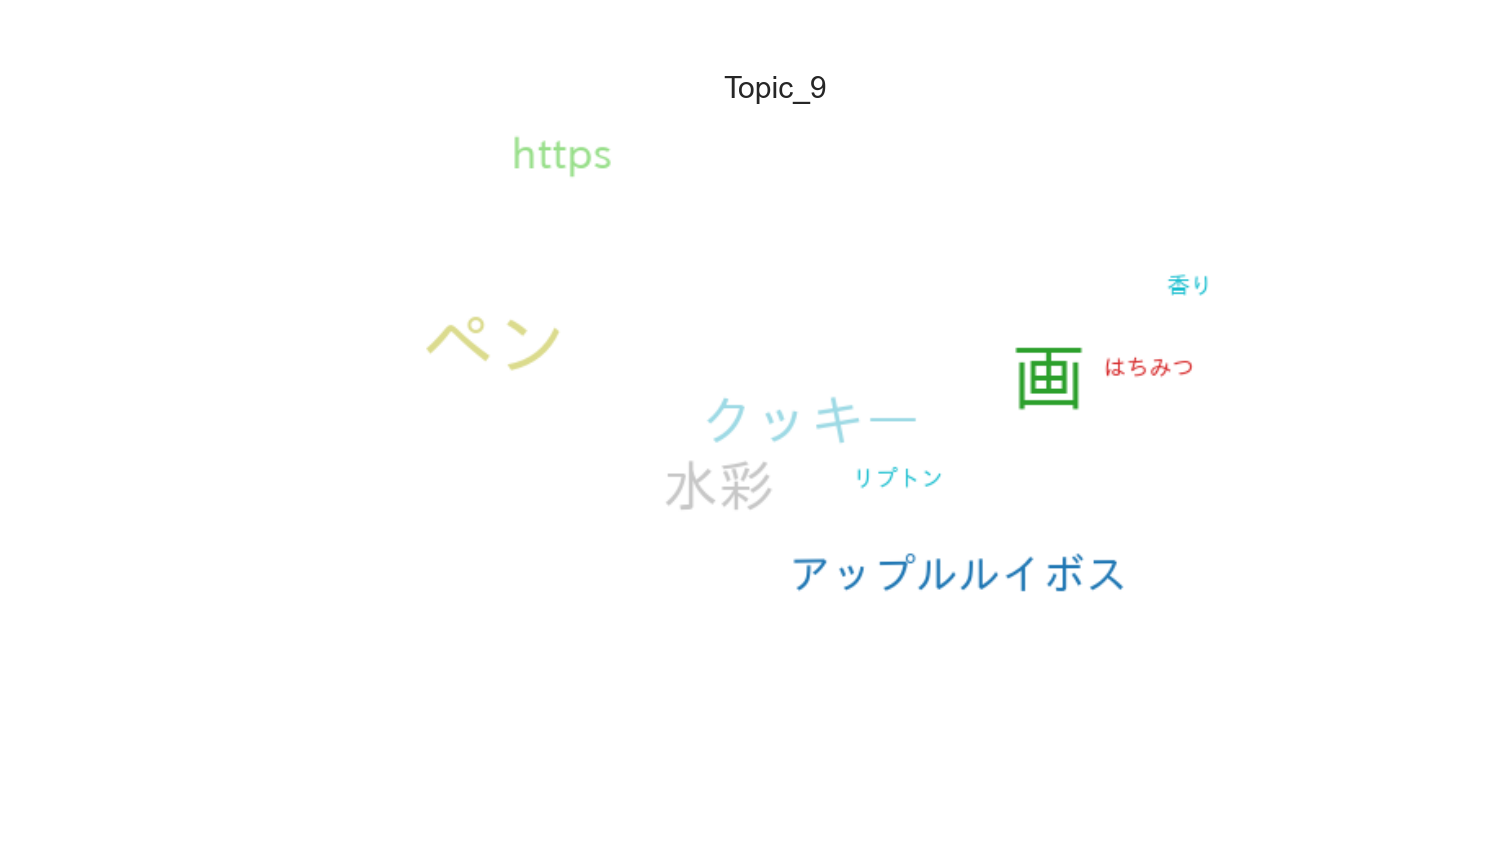 Topic_9
https
香り
ペン
画
はちみつ
クッキー
リプトン
水彩
アップルルイボス